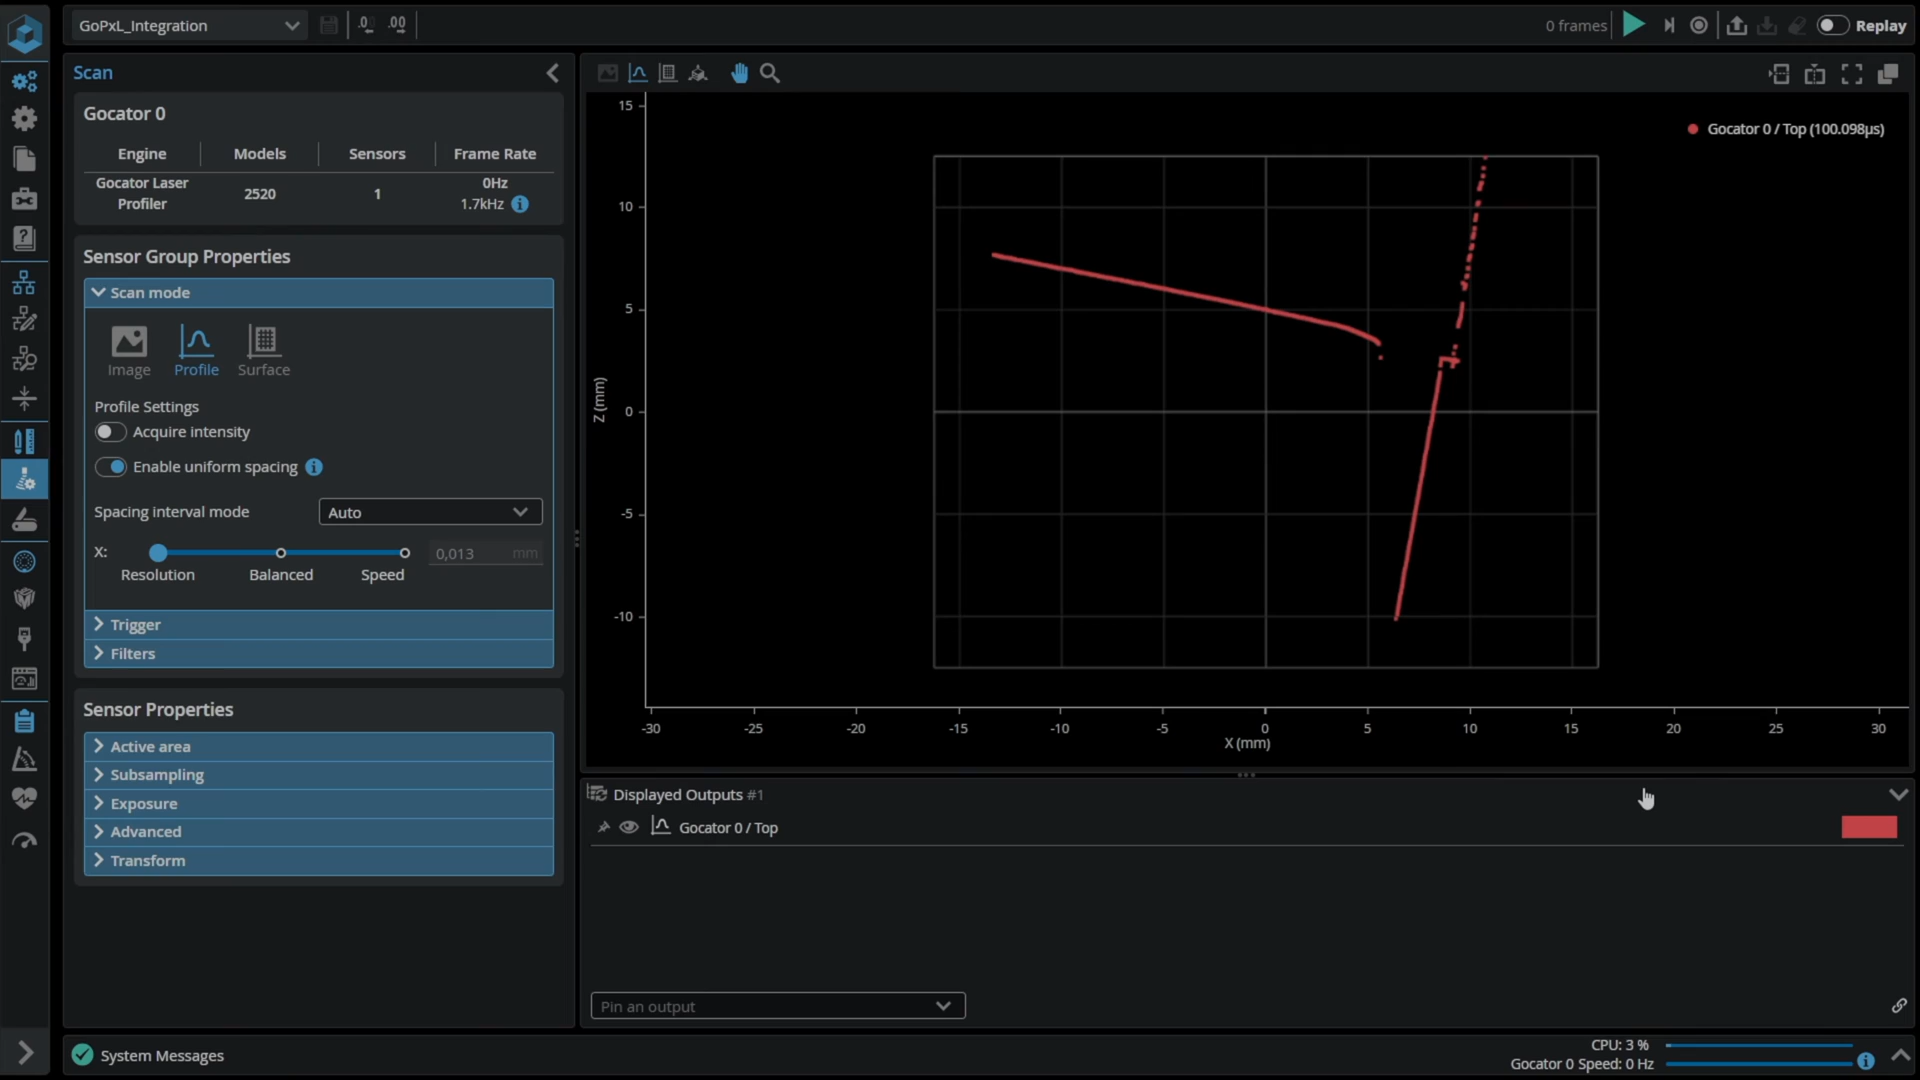 GoPxL_Integration
.0
.00
0 frames
Replay
Scan
Gocator 0
Engine Models Sensors Frame Rate
Gocator Laser Profiler 2520 1 0Hz
1.7kHz
Sensor Group Properties
Scan mode
Image Profile Surface
Profile Settings
Acquire intensity
Enable uniform spacing
Spacing interval mode Auto
X: 0,013 mm
Resolution Balanced Speed
Trigger
Filters
Sensor Properties
Active area
Subsampling
Exposure
Advanced
Transform
Gocator 0 / Top (100.098µs)
15
10
5
0
-5
-10
Z (mm)
-30 -25 -20 -15 -10 -5 0 5 10 15 20 25 30
X (mm)
Displayed Outputs #1
Gocator 0 / Top
Pin an output
System Messages
CPU: 3 %
Gocator 0 Speed: 0 Hz